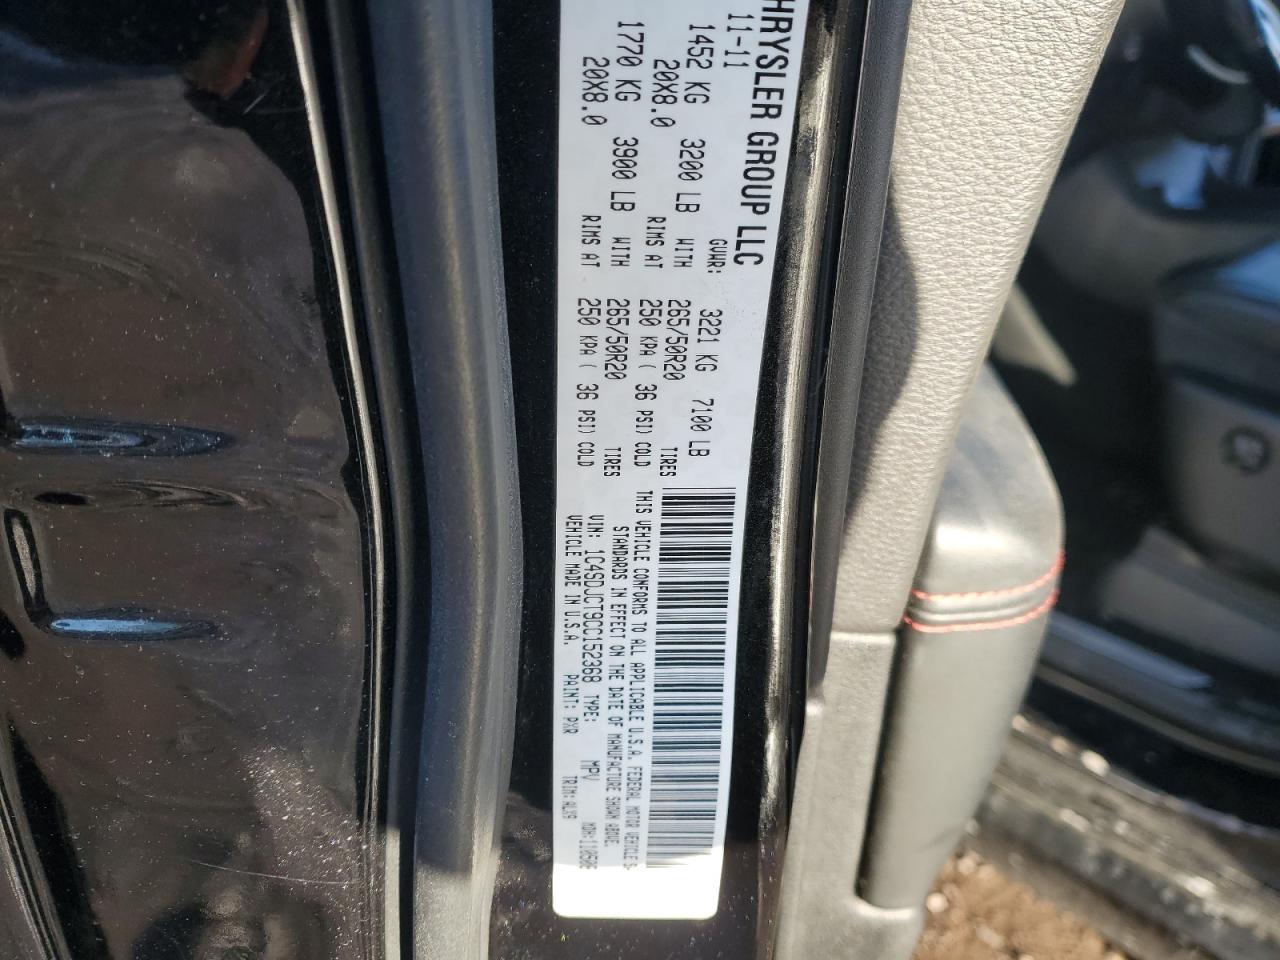 HRYSLER GROUP LLC
11-11 GVWR: 3221 KG 7100 LB
1452 KG 3200 LB WITH 265/50R20 TIRES
20X8.0 RIMS AT 250 KPA ( 36 PSI) COLD
1770 KG 3900 LB WITH 265/50R20 TIRES
20X8.0 RIMS AT 250 KPA ( 36 PSI) COLD
THIS VEHICLE CONFORMS TO ALL APPLICABLE U.S.A. FEDERAL MOTOR VEHICLE S-
STANDARDS IN EFFECT ON THE DATE OF MANUFACTURE SHOWN ABOVE.
VIN: 1C4SDJCT9CC152368 TYPE: MPV
VEHICLE MADE IN U.S.A. PAINT: PXR TRIM: ALX9